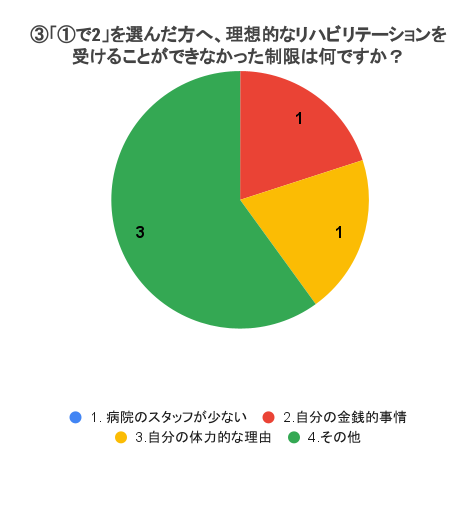 ③「①で2」を選んだ方へ、理想的なリハビリテーションを
受けることができなかった制限は何ですか？
1
1
3
1. 病院のスタッフが少ない 2.自分の金銭的事情
3.自分の体力的な理由 4.その他